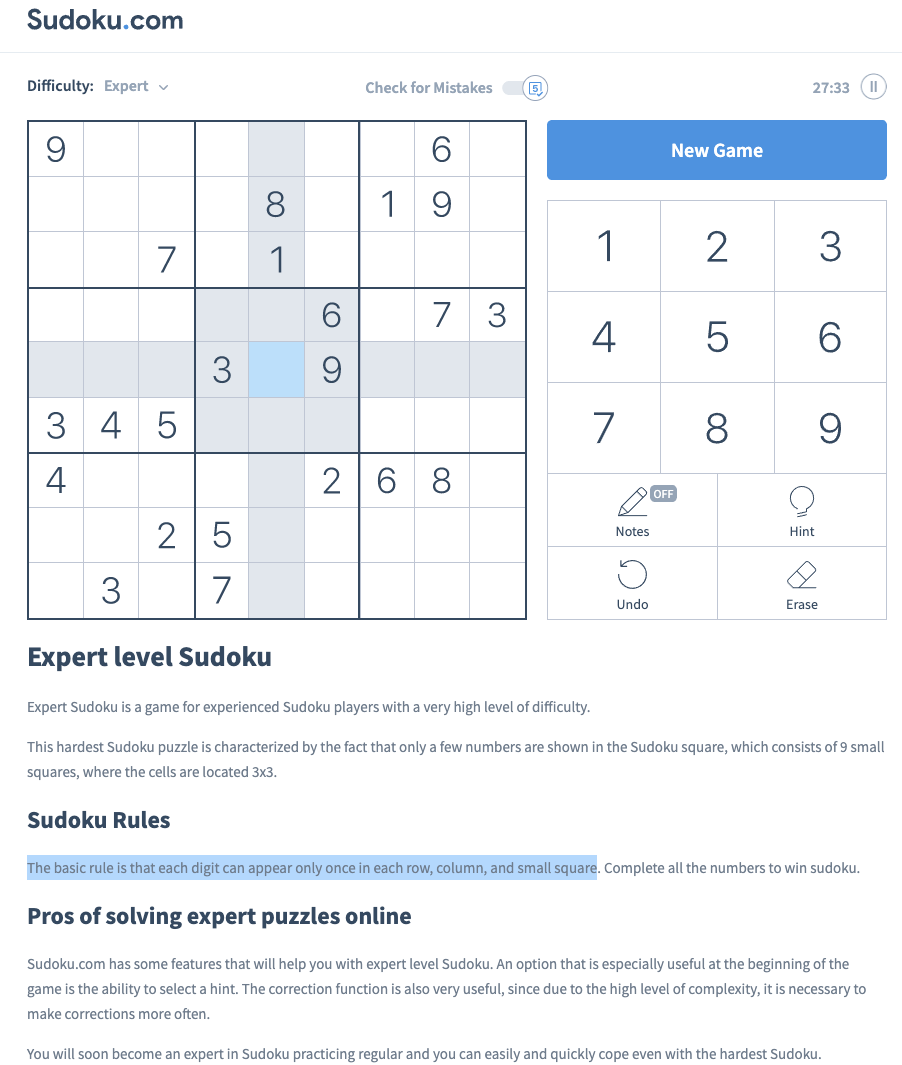 Sudoku.com
Difficulty: Expert
Check for Mistakes
5
27:33
9 6
8 1 9
7 1
6 7 3
3 9
3 4 5
4 2 6 8
2 5
3 7
New Game
1 2 3
4 5 6
7 8 9
OFF
Notes Hint
Undo Erase
Expert level Sudoku
Expert Sudoku is a game for experienced Sudoku players with a very high level of difficulty.
This hardest Sudoku puzzle is characterized by the fact that only a few numbers are shown in the Sudoku square, which consists of 9 small
squares, where the cells are located 3x3.
Sudoku Rules
The basic rule is that each digit can appear only once in each row, column, and small square. Complete all the numbers to win sudoku.
Pros of solving expert puzzles online
Sudoku.com has some features that will help you with expert level Sudoku. An option that is especially useful at the beginning of the
game is the ability to select a hint. The correction function is also very useful, since due to the high level of complexity, it is necessary to
make corrections more often.
You will soon become an expert in Sudoku practicing regular and you can easily and quickly cope even with the hardest Sudoku.